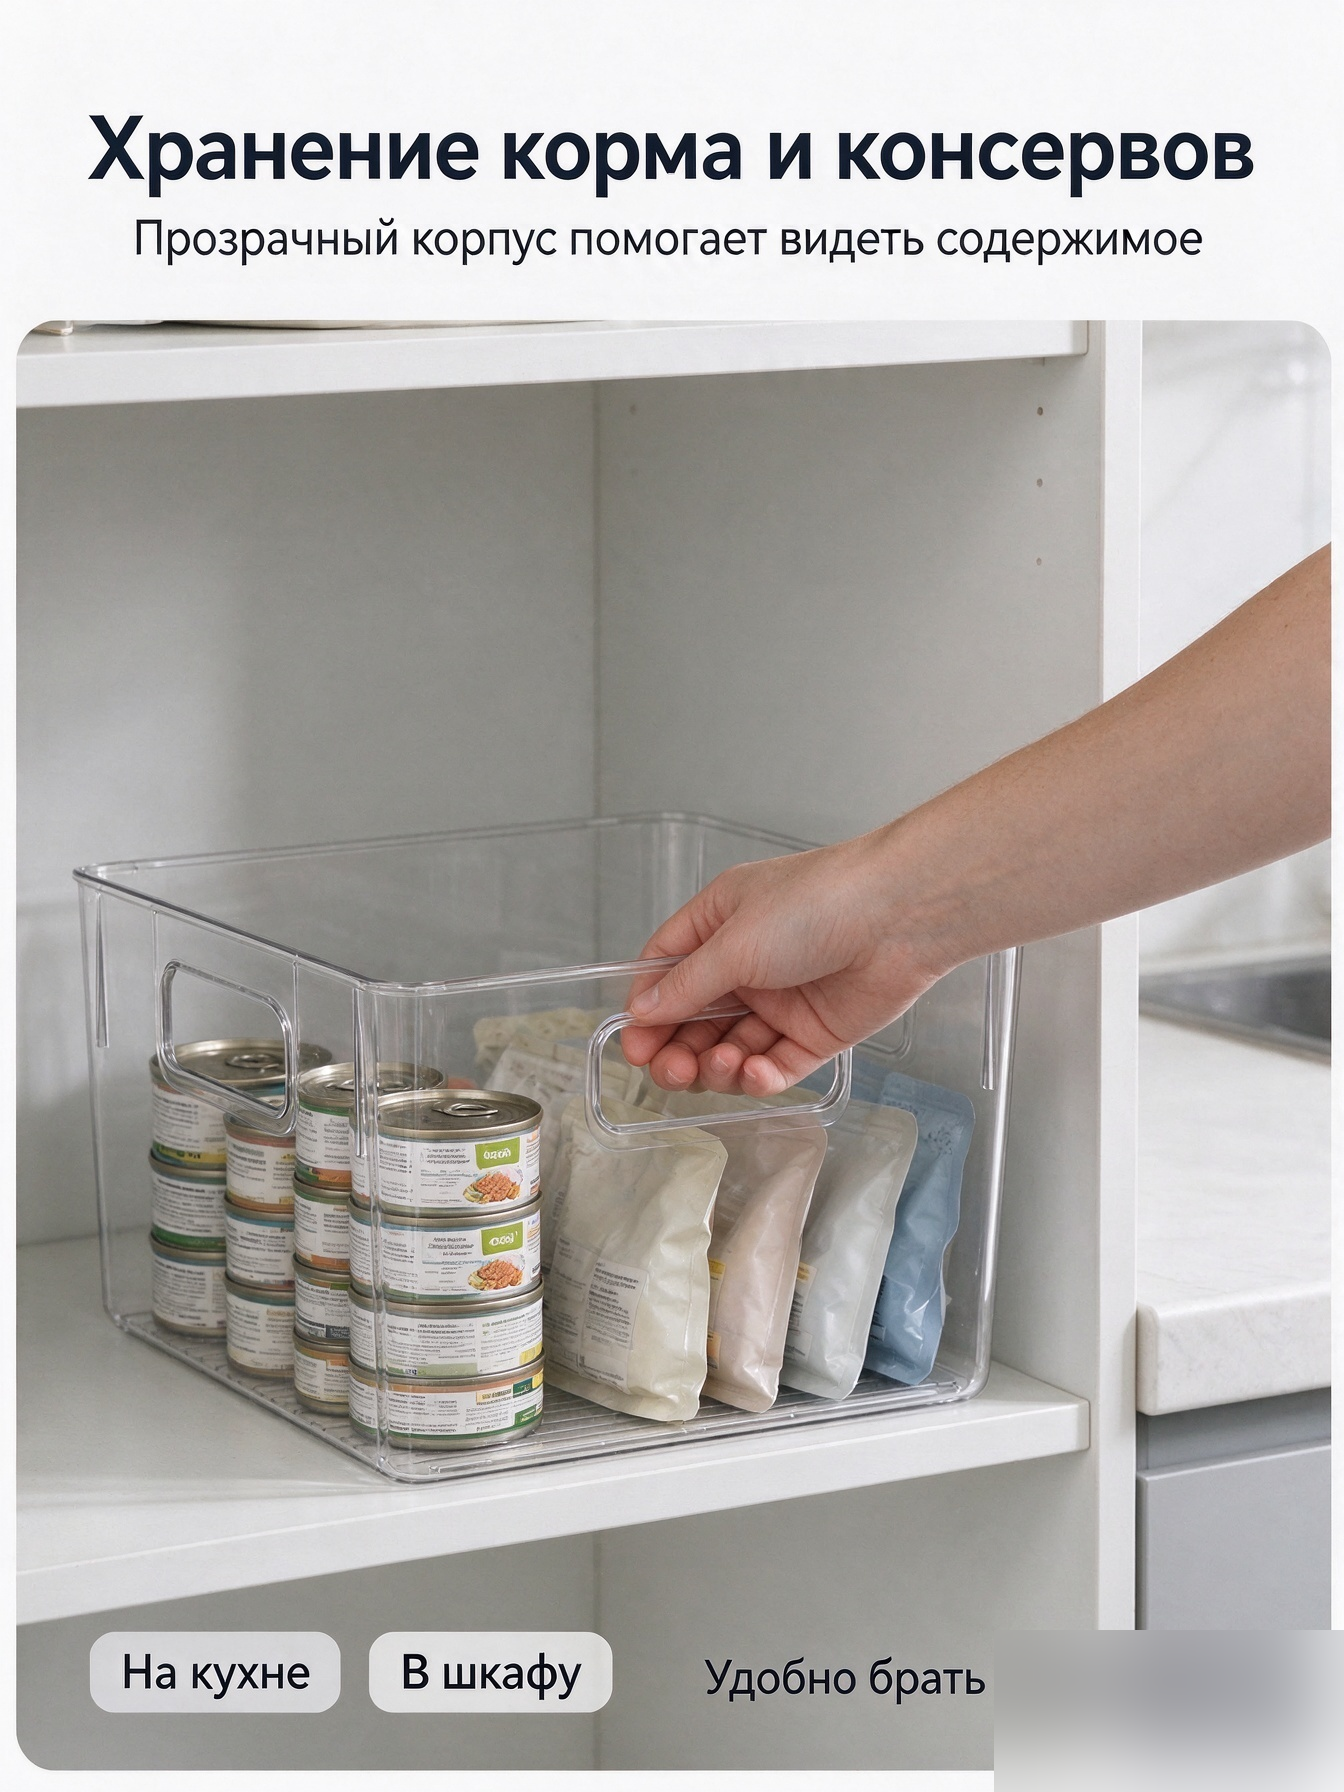 Хранение корма и консервов
Прозрачный корпус помогает видеть содержимое
На кухне
В шкафу
Удобно брать